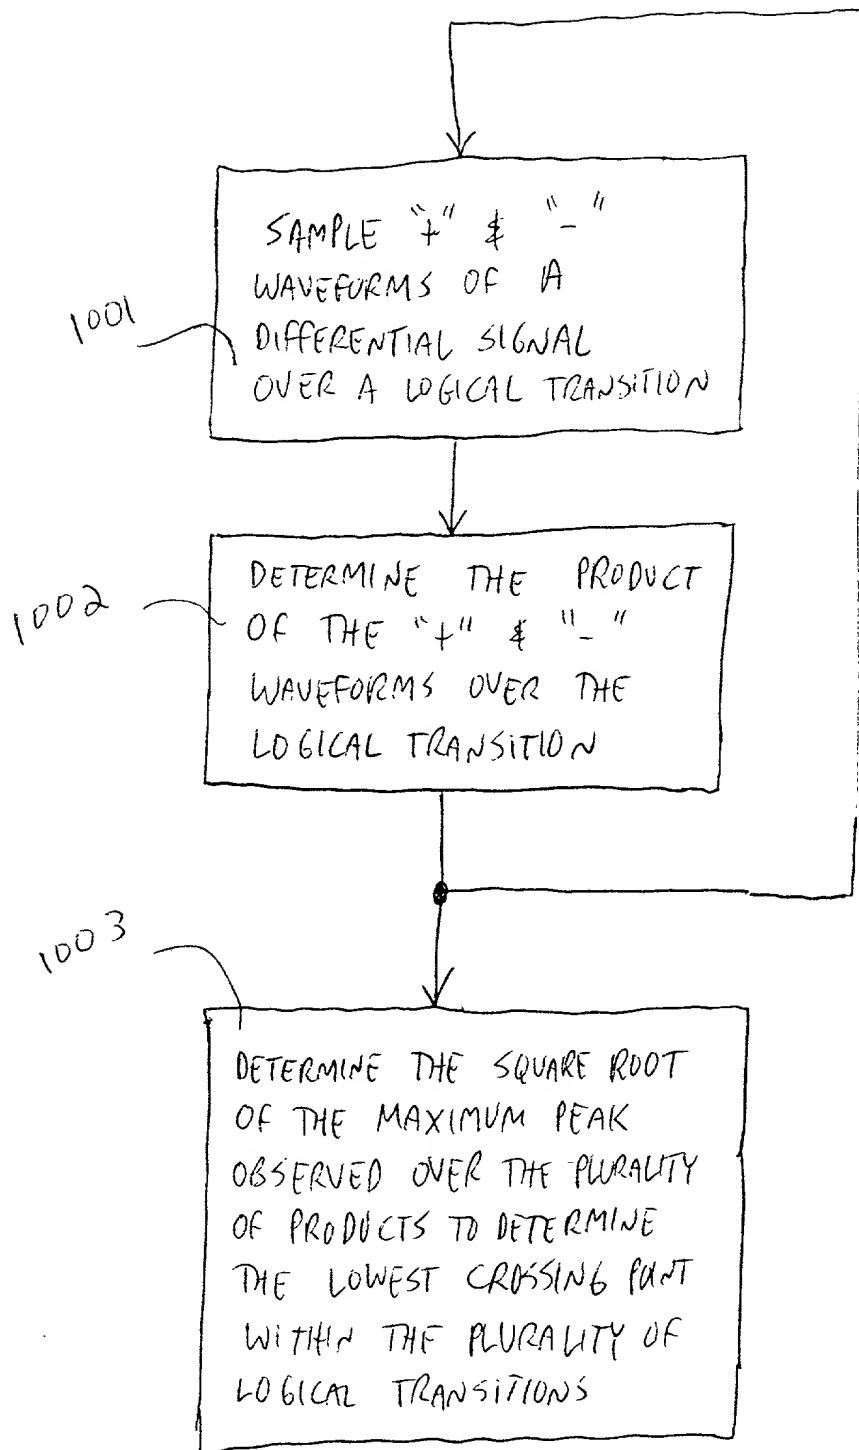 SAMPLE "+" & "-"
WAVEFORMS OF A
DIFFERENTIAL SIGNAL
OVER A LOGICAL TRANSITION
1001
DETERMINE THE PRODUCT
OF THE "+" & "-"
WAVEFORMS OVER THE
LOGICAL TRANSITION
1002
1003
DETERMINE THE SQUARE ROOT
OF THE MAXIMUM PEAK
OBSERVED OVER THE PLURALITY
OF PRODUCTS TO DETERMINE
THE LOWEST CROSSING POINT
WITHIN THE PLURALITY OF
LOGICAL TRANSITIONS